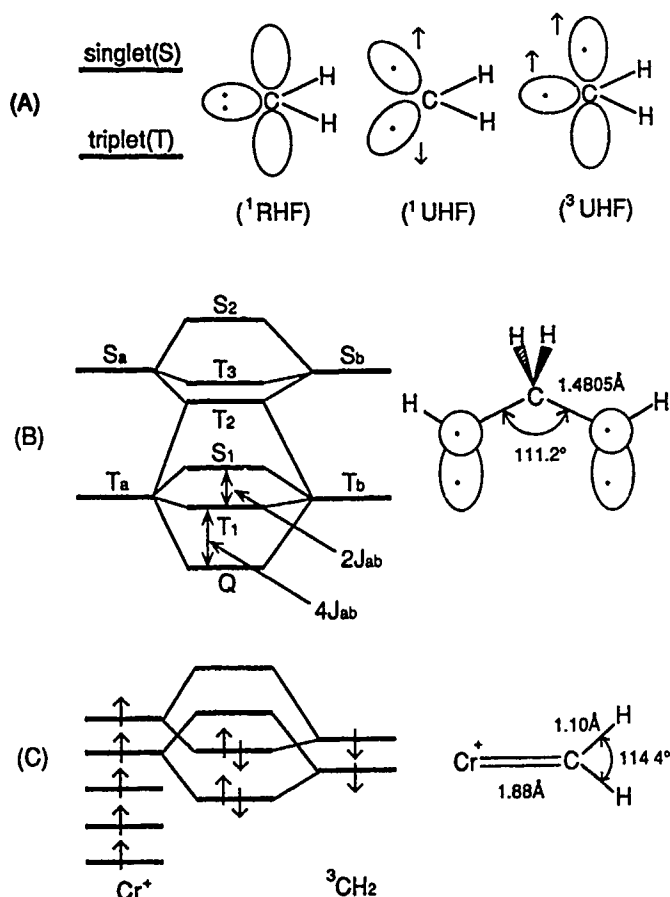 (A)
singlet(S)
triplet(T)
C H H
C H H
C H H
(¹RHF)
(¹UHF)
(³UHF)
(B)
S2
Sa
Sb
T3
T2
S1
Ta
Tb
T1
2Jab
Q
4Jab
H H
C
1.4805Å
H H
111.2°
(C)
Cr⁺
³CH2
Cr⁺ C
1.10Å
H
114 4°
1.88Å
H